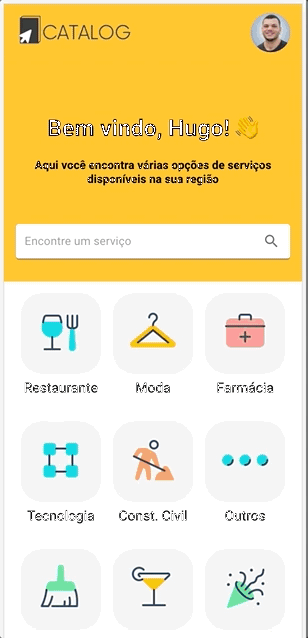 CATALOG
Bem vindo, Hugo! 👋
Aqui você encontra várias opções de serviços
disponíveis na sua região
Encontre um serviço
Restaurante Moda Farmácia
Tecnologia Const. Civil Outros